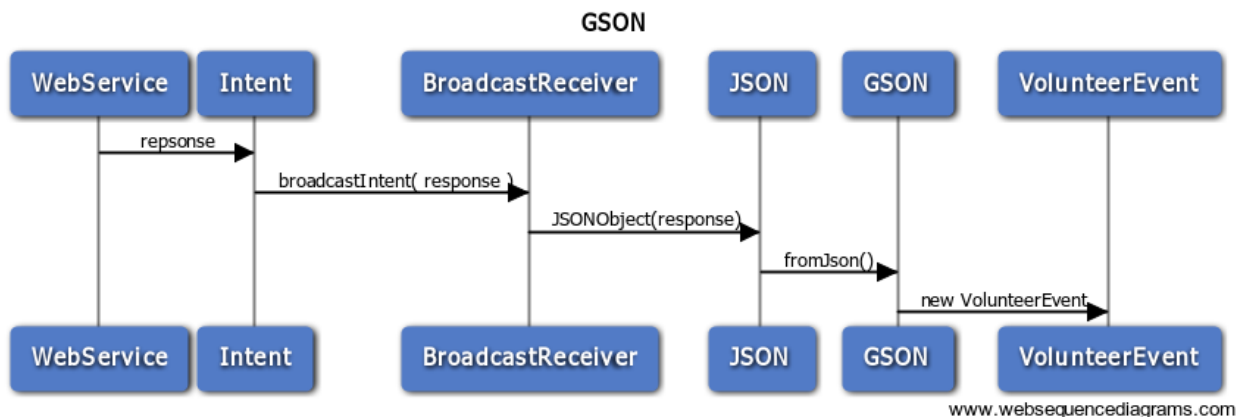 GSON
WebService Intent BroadcastReceiver JSON GSON VolunteerEvent
repsonse
broadcastIntent( response )
JSONObject(response)
fromJson()
new VolunteerEvent
WebService Intent BroadcastReceiver JSON GSON VolunteerEvent
www.websequencediagrams.com